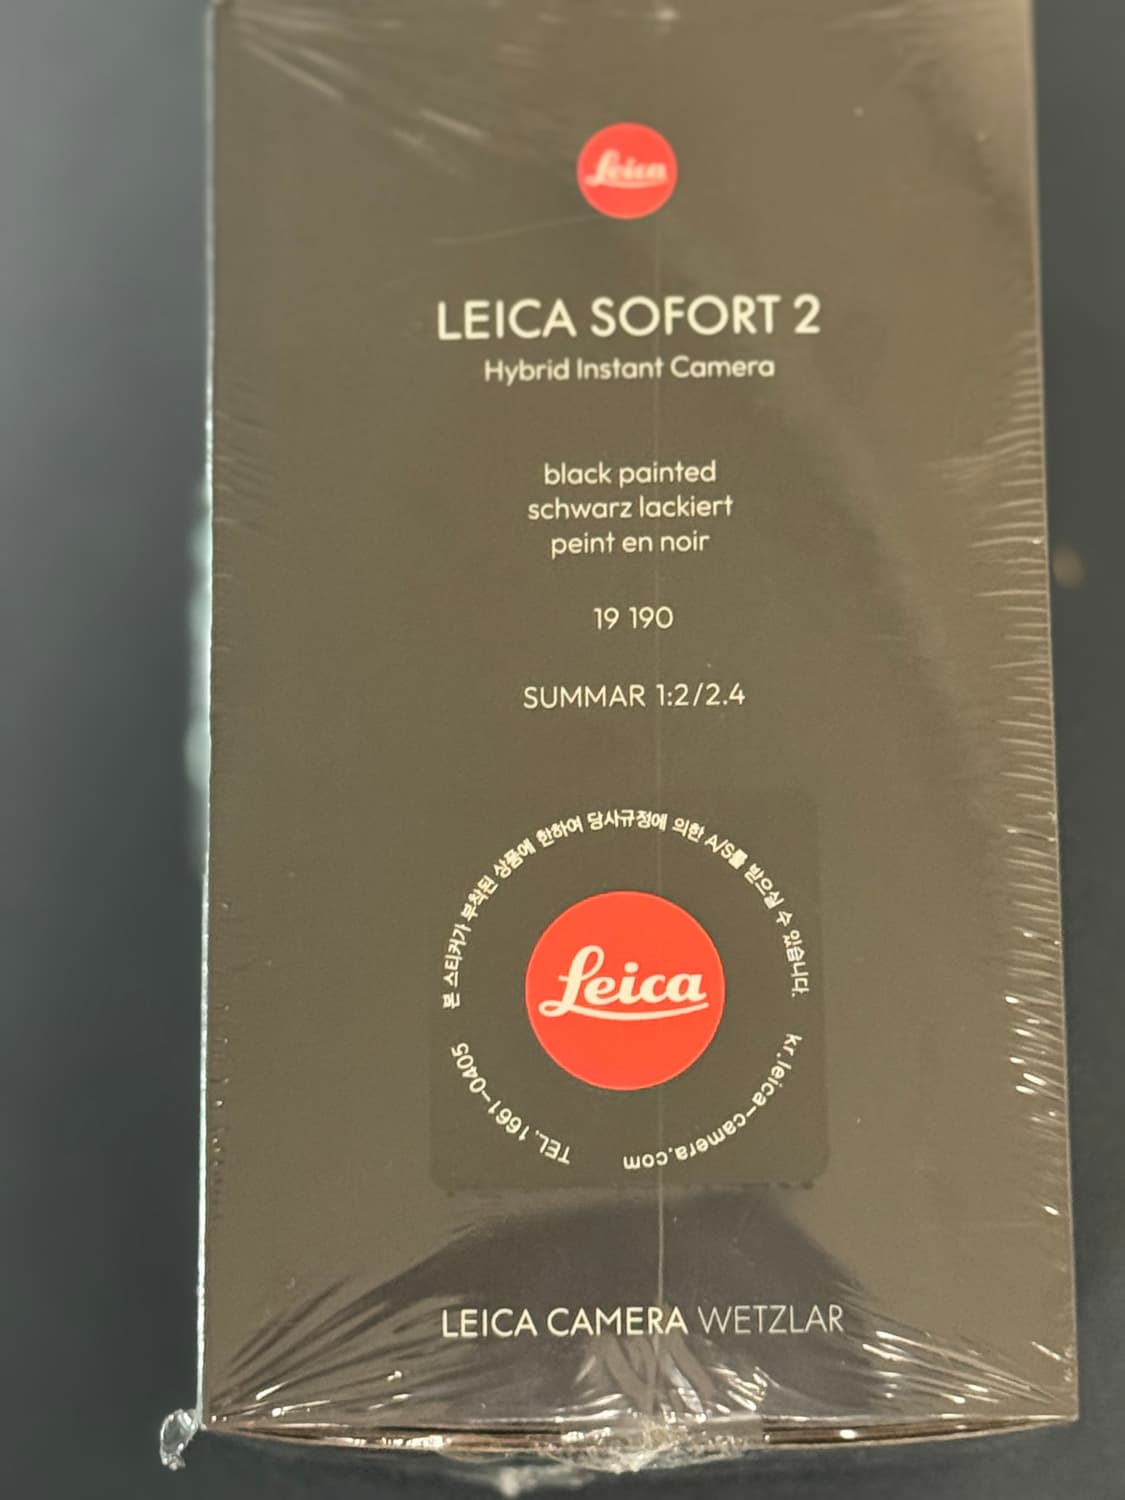 Leica
LEICA SOFORT 2
Hybrid Instant Camera
black painted
schwarz lackiert
peint en noir
19 190
SUMMAR 1:2/2.4
본 스티커가 부착된 상품에 한하여 당사규정에 의한 A/S를 받으실 수 있습니다.
Leica
TEL. 1661-0405
kr.leica-camera.com
LEICA CAMERA WETZLAR